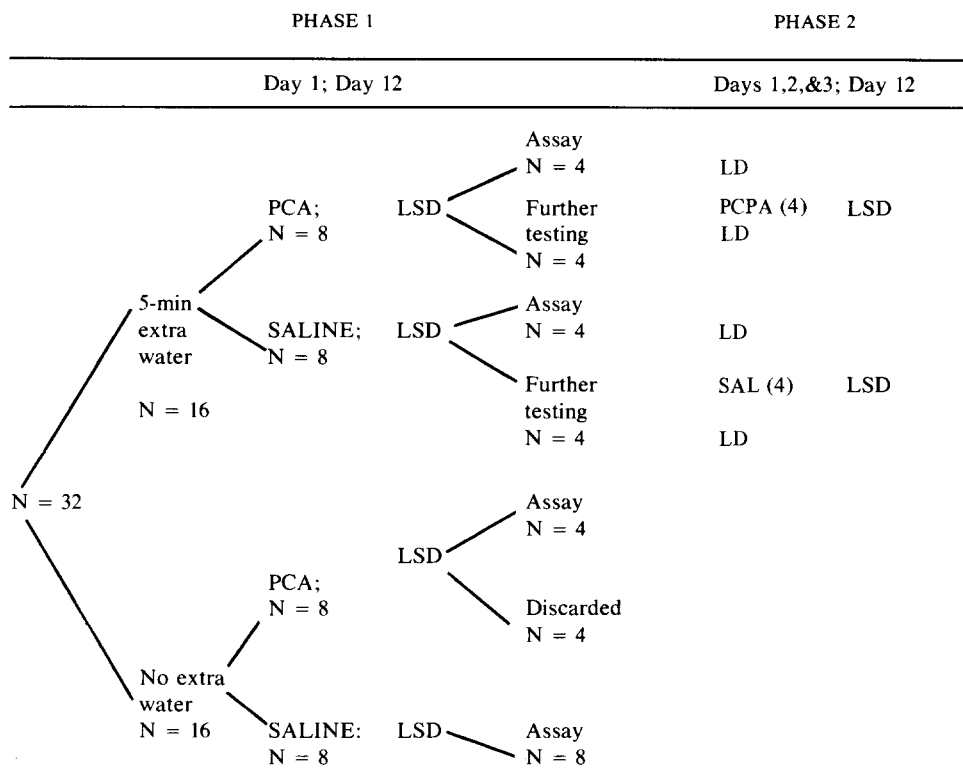 PHASE 1 PHASE 2
Day 1; Day 12 Days 1,2,&3; Day 12
Assay
N = 4 LD
PCA; LSD Further PCPA (4) LSD
N = 8 testing LD
N = 4
5-min Assay
extra SALINE; LSD N = 4 LD
water N = 8
Further SAL (4) LSD
N = 16 testing
N = 4 LD
N = 32 Assay
N = 4
LSD
PCA;
N = 8 Discarded
N = 4
No extra
water
N = 16 SALINE: LSD Assay
N = 8 N = 8